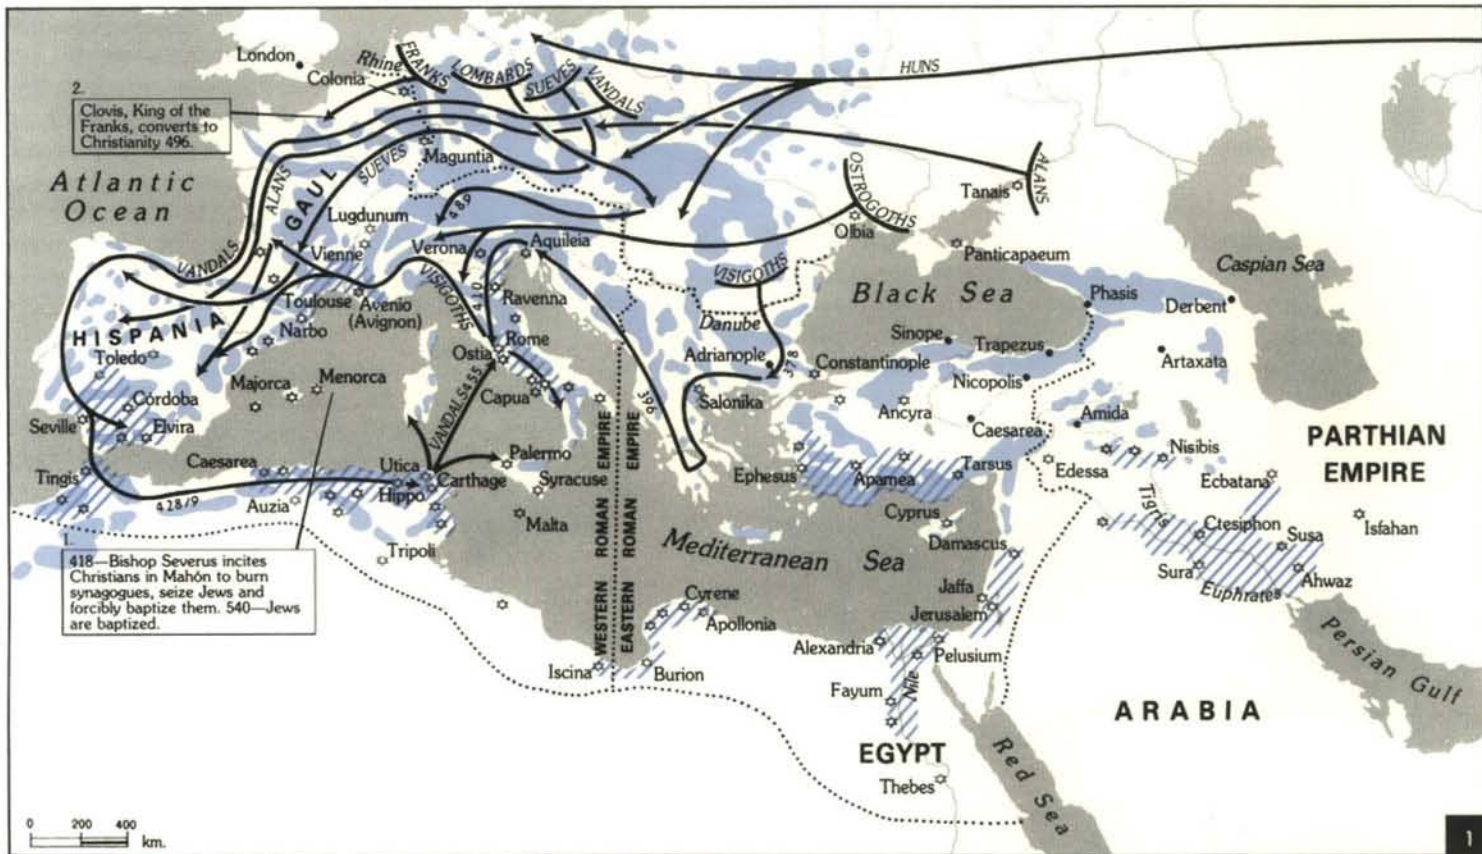 London
Rhine
Colonia
FRANKS
LOMBARDS
SUEVES
VANDALS
HUNS
2.
Clovis, King of the
Franks, converts to
Christianity 496.
Atlantic
Ocean
ALANS
GAUL
SUEVES
Maguntia
Lugdunum
Vienne
489
Verona
Aquileia
OSTROGOTHS
Olbia
Tanais
ALANS
Panticapaeum
Caspian Sea
VANDALS
Toulouse
Avenio
(Avignon)
Narbo
VISIGOTHS
410
Ravenna
Rome
Ostia
VISIGOTHS
Danube
Black Sea
Phasis
Derbent
Sinope
Trapezus
Artaxata
HISPANIA
Toledo
Majorca
Menorca
Capua
Adrianople
378
Constantinople
Nicopolis
Salonika
396
Ancyra
Caesarea
Amida
Córdoba
Seville
Elvira
VANDALS 455
Tingis
Caesarea
Utica
Carthage
Hippo
Palermo
Syracuse
Malta
Ephesus
Apamea
Tarsus
Edessa
Nisibis
Ecbatana
PARTHIAN
EMPIRE
428/9
Auzia
Tripoli
WESTERN ROMAN EMPIRE
EASTERN ROMAN EMPIRE
Mediterranean Sea
Cyprus
Damascus
Tigris
Ctesiphon
Susa
Isfahan
Sura
Euphrates
Ahwaz
1.
418—Bishop Severus incites
Christians in Mahón to burn
synagogues, seize Jews and
forcibly baptize them. 540—Jews
are baptized.
Cyrene
Apollonia
Jaffa
Jerusalem
Iscina
Burion
Alexandria
Pelusium
Fayum
Nile
EGYPT
Thebes
Red Sea
ARABIA
Persian Gulf
0 200 400
km.
1